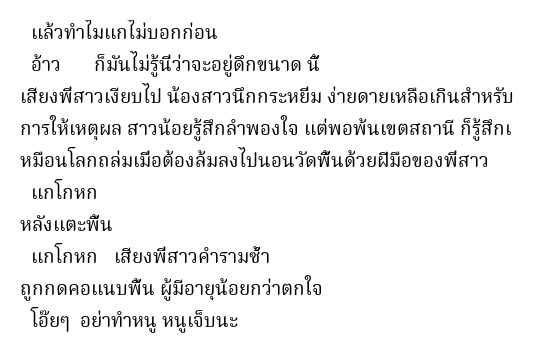 แล้วทำไมแกไม่บอกก่อน
อ้าว ก็มันไม่รู้นีว่าจะอยู่ดึกขนาด นี้
เสียงพีสาวเงียบไป น้องสาวนึกกระหยิ่ม ง่ายดายเหลือเกินสำหรับ
การให้เหตุผล สาวน้อยรู้สึกลำพองใจ แต่พอพ้นเขตสถานี ก็รู้สึกเ
หมือนโลกถล่มเมือต้องล้มลงไปนอนวัดพื้นด้วยฝีมือของพีสาว
แกโกหก
หลังแตะพื้น
แกโกหก เสียงพีสาวคำรามซ้ำ
ถูกกดคอแนบพื้น ผู้มีอายุน้อยกว่าตกใจ
โอ๊ยๆ อย่าทำหนู หนูเจ็บนะ